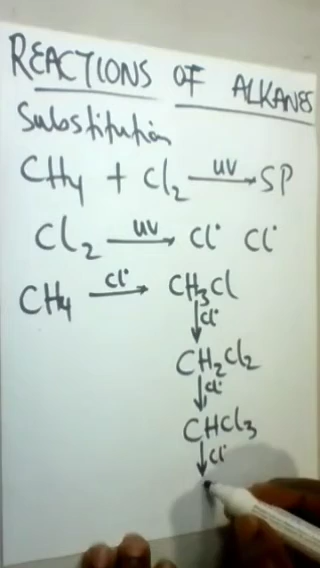 REACTIONS OF ALKANES
Substitution
CH4 + Cl2 —uv→ SP
Cl2 —uv→ Cl· Cl·
CH4 —Cl·→ CH3Cl
↓Cl·
CH2Cl2
↓Cl·
CHCl3
↓Cl·